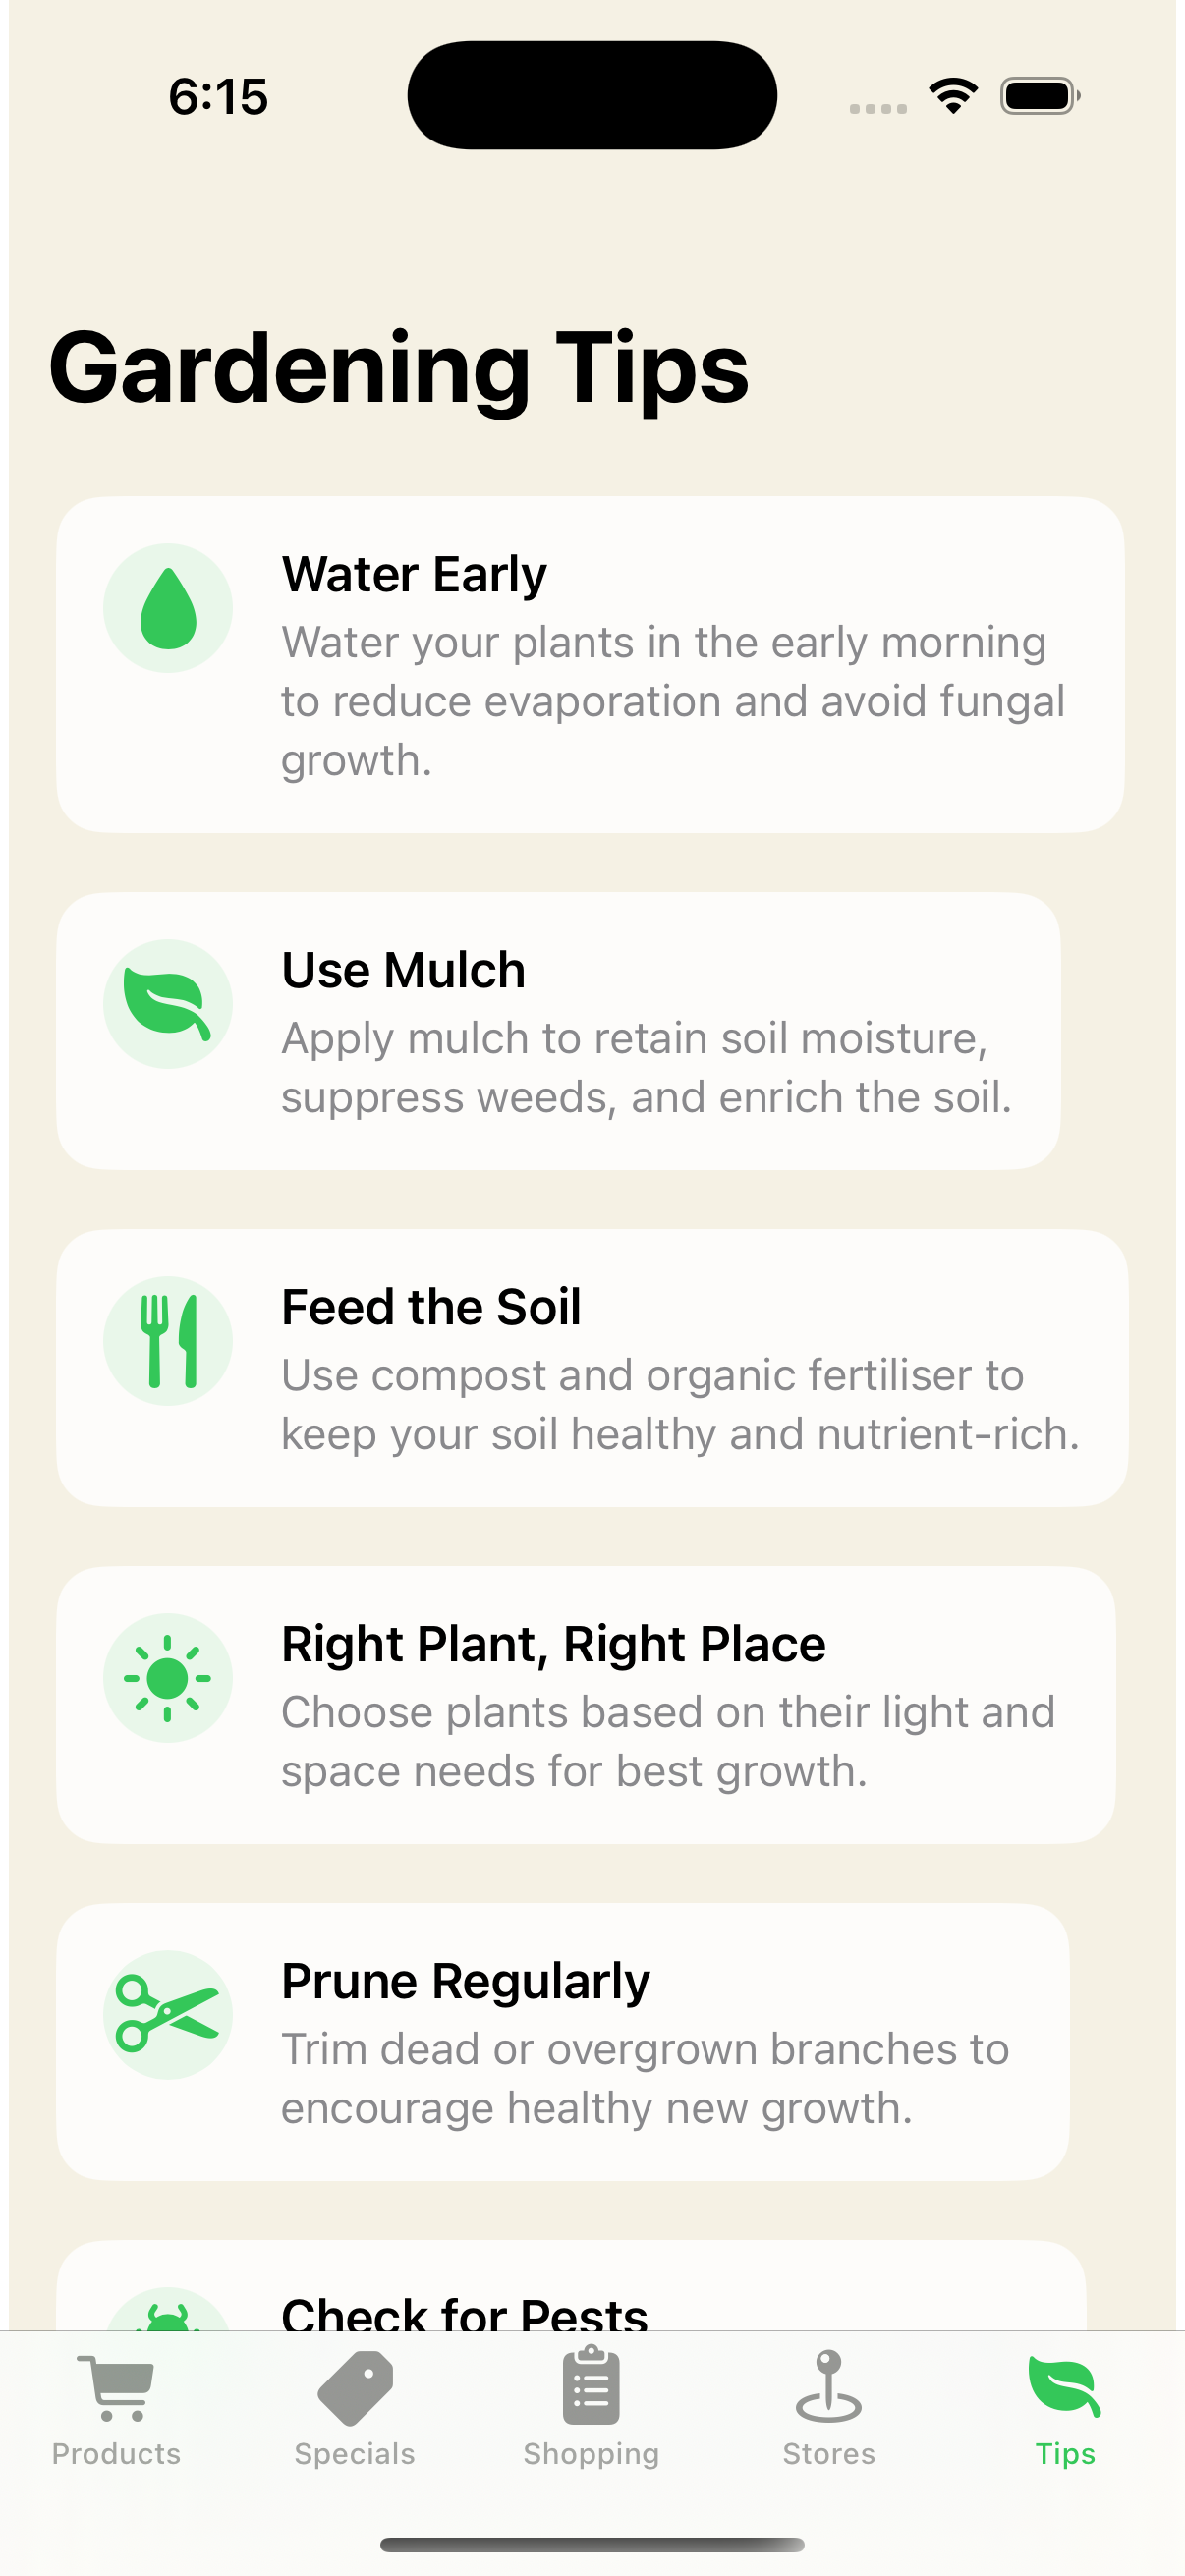 6:15
Gardening Tips
Water Early
Water your plants in the early morning
to reduce evaporation and avoid fungal
growth.
Use Mulch
Apply mulch to retain soil moisture,
suppress weeds, and enrich the soil.
Feed the Soil
Use compost and organic fertiliser to
keep your soil healthy and nutrient-rich.
Right Plant, Right Place
Choose plants based on their light and
space needs for best growth.
Prune Regularly
Trim dead or overgrown branches to
encourage healthy new growth.
Check for Pests
Products
Specials
Shopping
Stores
Tips